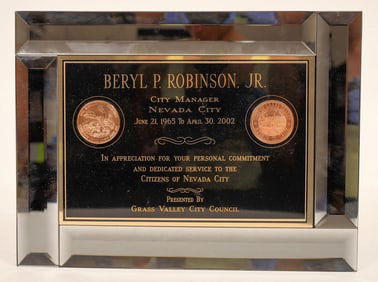 BERYL P. ROBINSON, JR.
CITY MANAGER
NEVADA CITY
JUNE 21, 1965 TO APRIL 30, 2002
IN APPRECIATION FOR YOUR PERSONAL COMMITMENT
AND DEDICATED SERVICE TO THE
CITIZENS OF NEVADA CITY
PRESENTED BY
GRASS VALLEY CITY COUNCIL